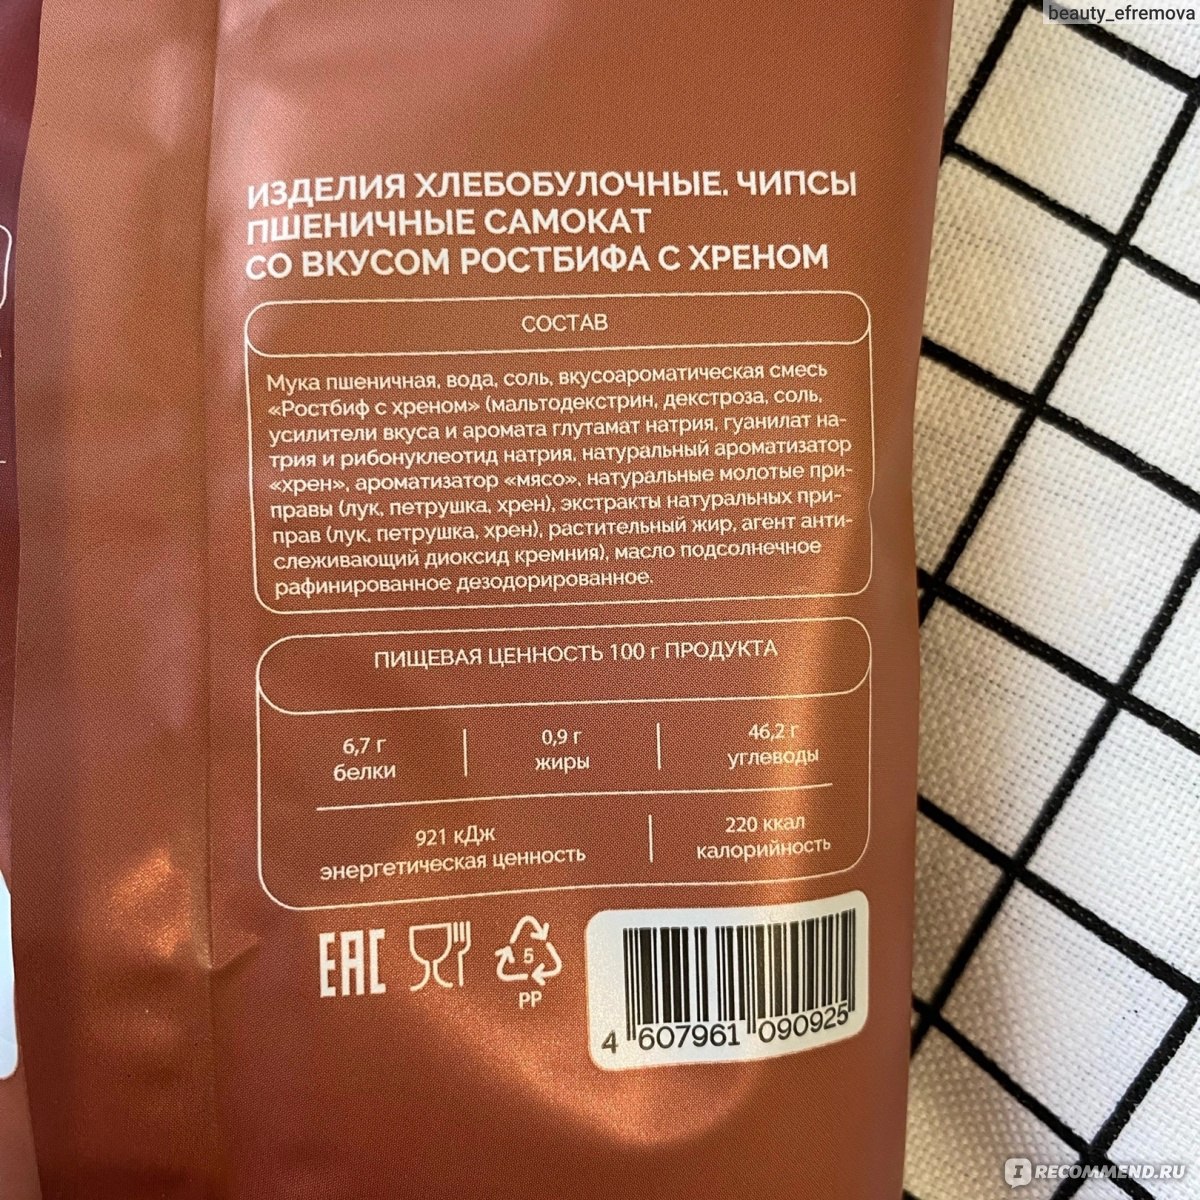 beauty_efremova
ИЗДЕЛИЯ ХЛЕБОБУЛОЧНЫЕ. ЧИПСЫ
ПШЕНИЧНЫЕ САМОКАТ
СО ВКУСОМ РОСТБИФА С ХРЕНОМ
СОСТАВ
Мука пшеничная, вода, соль, вкусоароматическая смесь
«Ростбиф с хреном» (мальтодекстрин, декстроза, соль,
усилители вкуса и аромата глутамат натрия, гуанилат на-
трия и рибонуклеотид натрия, натуральный ароматизатор
«хрен», ароматизатор «мясо», натуральные молотые при-
правы (лук, петрушка, хрен), экстракты натуральных при-
прав (лук, петрушка, хрен), растительный жир, агент анти-
слеживающий диоксид кремния), масло подсолнечное
рафинированное дезодорированное.
ПИЩЕВАЯ ЦЕННОСТЬ 100 г ПРОДУКТА
6,7 г 0,9 г 46,2 г
белки жиры углеводы
921 кДж 220 ккал
энергетическая ценность калорийность
EAC
5
PP
4 607961 090925
I RECOMMEND.RU